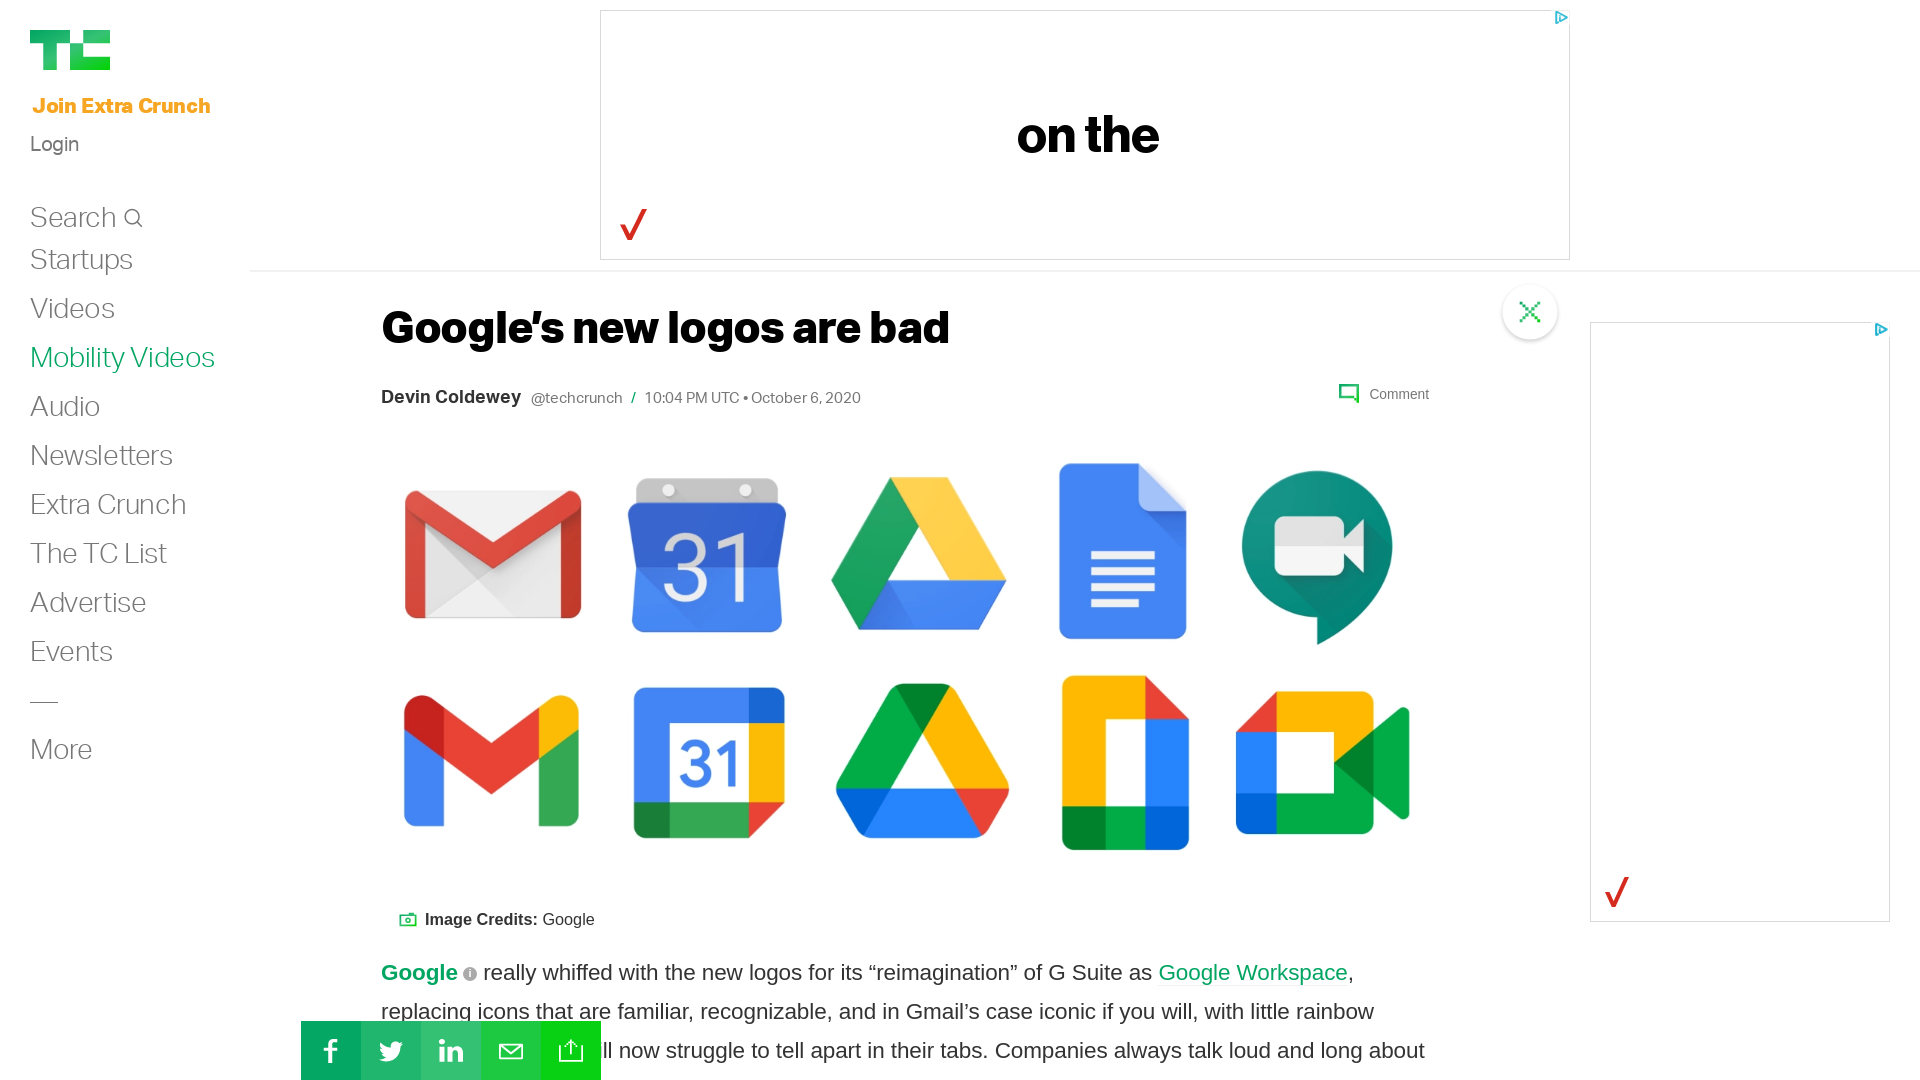 TC
Join Extra Crunch
Login
Search
Startups
Videos
Mobility Videos
Audio
Newsletters
Extra Crunch
The TC List
Advertise
Events
More
on the
Google’s new logos are bad
Devin Coldewey @techcrunch / 10:04 PM UTC • October 6, 2020
Comment
31
31
Image Credits: Google
Google i really whiffed with the new logos for its “reimagination” of G Suite as Google Workspace,
replacing icons that are familiar, recognizable, and in Gmail’s case iconic if you will, with little rainbow
ll now struggle to tell apart in their tabs. Companies always talk loud and long about